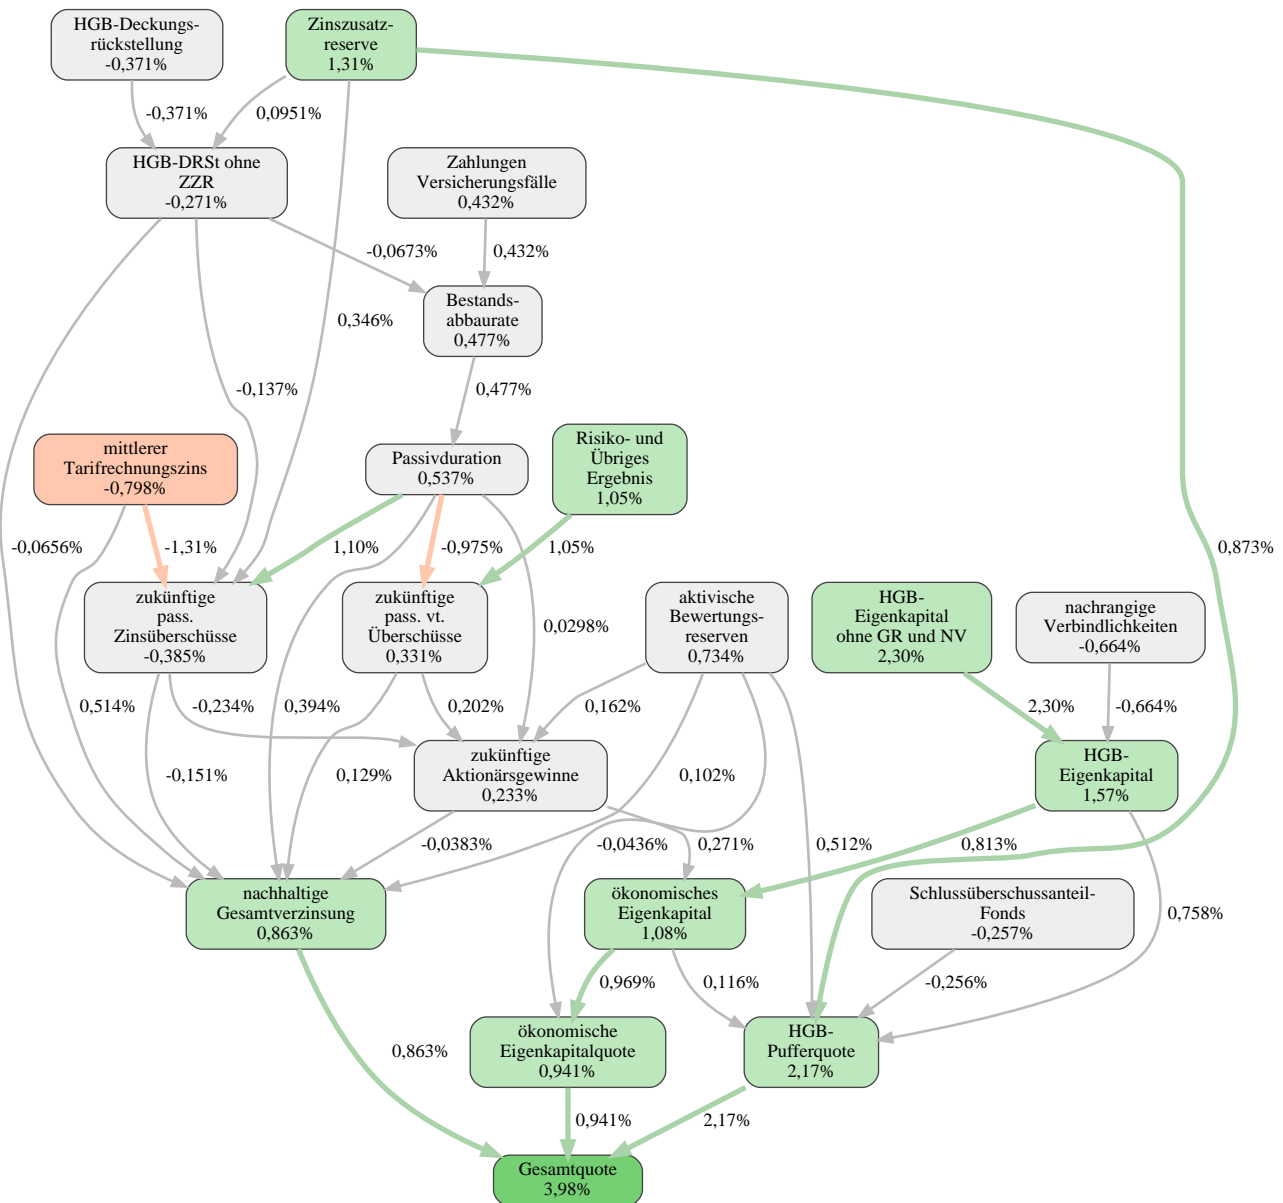 HGB-Deckungs-
rückstellung
-0,371%
Zinszusatz-
reserve
1,31%
-0,371%
0,0951%
HGB-DRSt ohne
ZZR
-0,271%
Zahlungen
Versicherungsfälle
0,432%
-0,0673%
0,432%
Bestands-
abbaurate
0,477%
0,346%
-0,137%
0,477%
mittlerer
Tarifrechnungszins
-0,798%
Passivduration
0,537%
Risiko- und
Übriges
Ergebnis
1,05%
-0,0656%
-1,31%
1,10%
-0,975%
1,05%
0,873%
zukünftige
pass.
Zinsüberschüsse
-0,385%
zukünftige
pass. vt.
Überschüsse
0,331%
0,0298%
aktivische
Bewertungs-
reserven
0,734%
HGB-
Eigenkapital
ohne GR und NV
2,30%
nachrangige
Verbindlichkeiten
-0,664%
0,514%
-0,234%
0,394%
0,202%
0,162%
2,30%
-0,664%
-0,151%
0,129%
zukünftige
Aktionärsgewinne
0,233%
0,102%
HGB-
Eigenkapital
1,57%
-0,0383%
-0,0436%
0,271%
0,512%
0,813%
nachhaltige
Gesamtverzinsung
0,863%
ökonomisches
Eigenkapital
1,08%
Schlussüberschussanteil-
Fonds
-0,257%
0,758%
0,969%
0,116%
-0,256%
0,863%
ökonomische
Eigenkapitalquote
0,941%
HGB-
Pufferquote
2,17%
0,941%
2,17%
Gesamtquote
3,98%